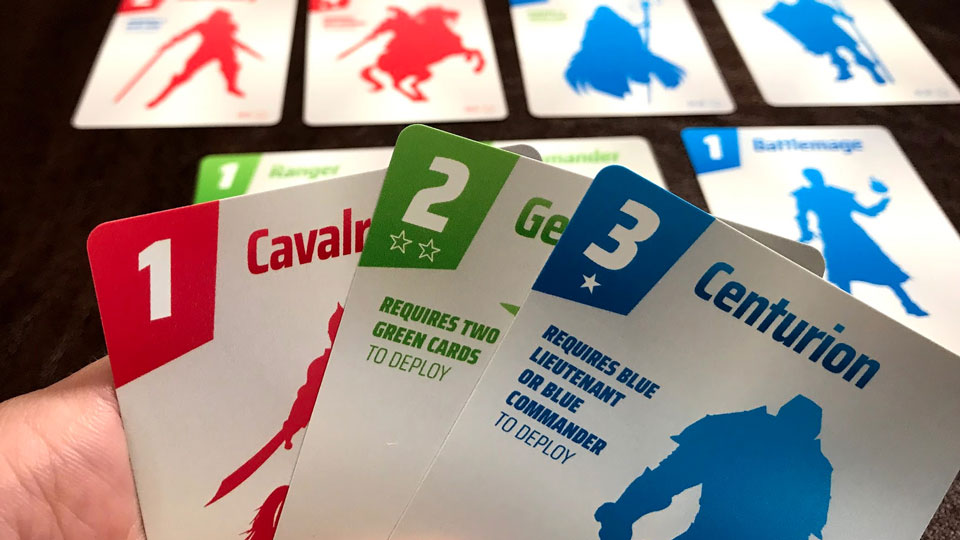 1 Ranger
mmander
1 Battlemage
1
Cavalr
2
Ge
REQUIRES TWO
GREEN CARDS
TO DEPLOY
3
Centurion
REQUIRES BLUE
LIEUTENANT
OR BLUE
COMMANDER
TO DEPLOY